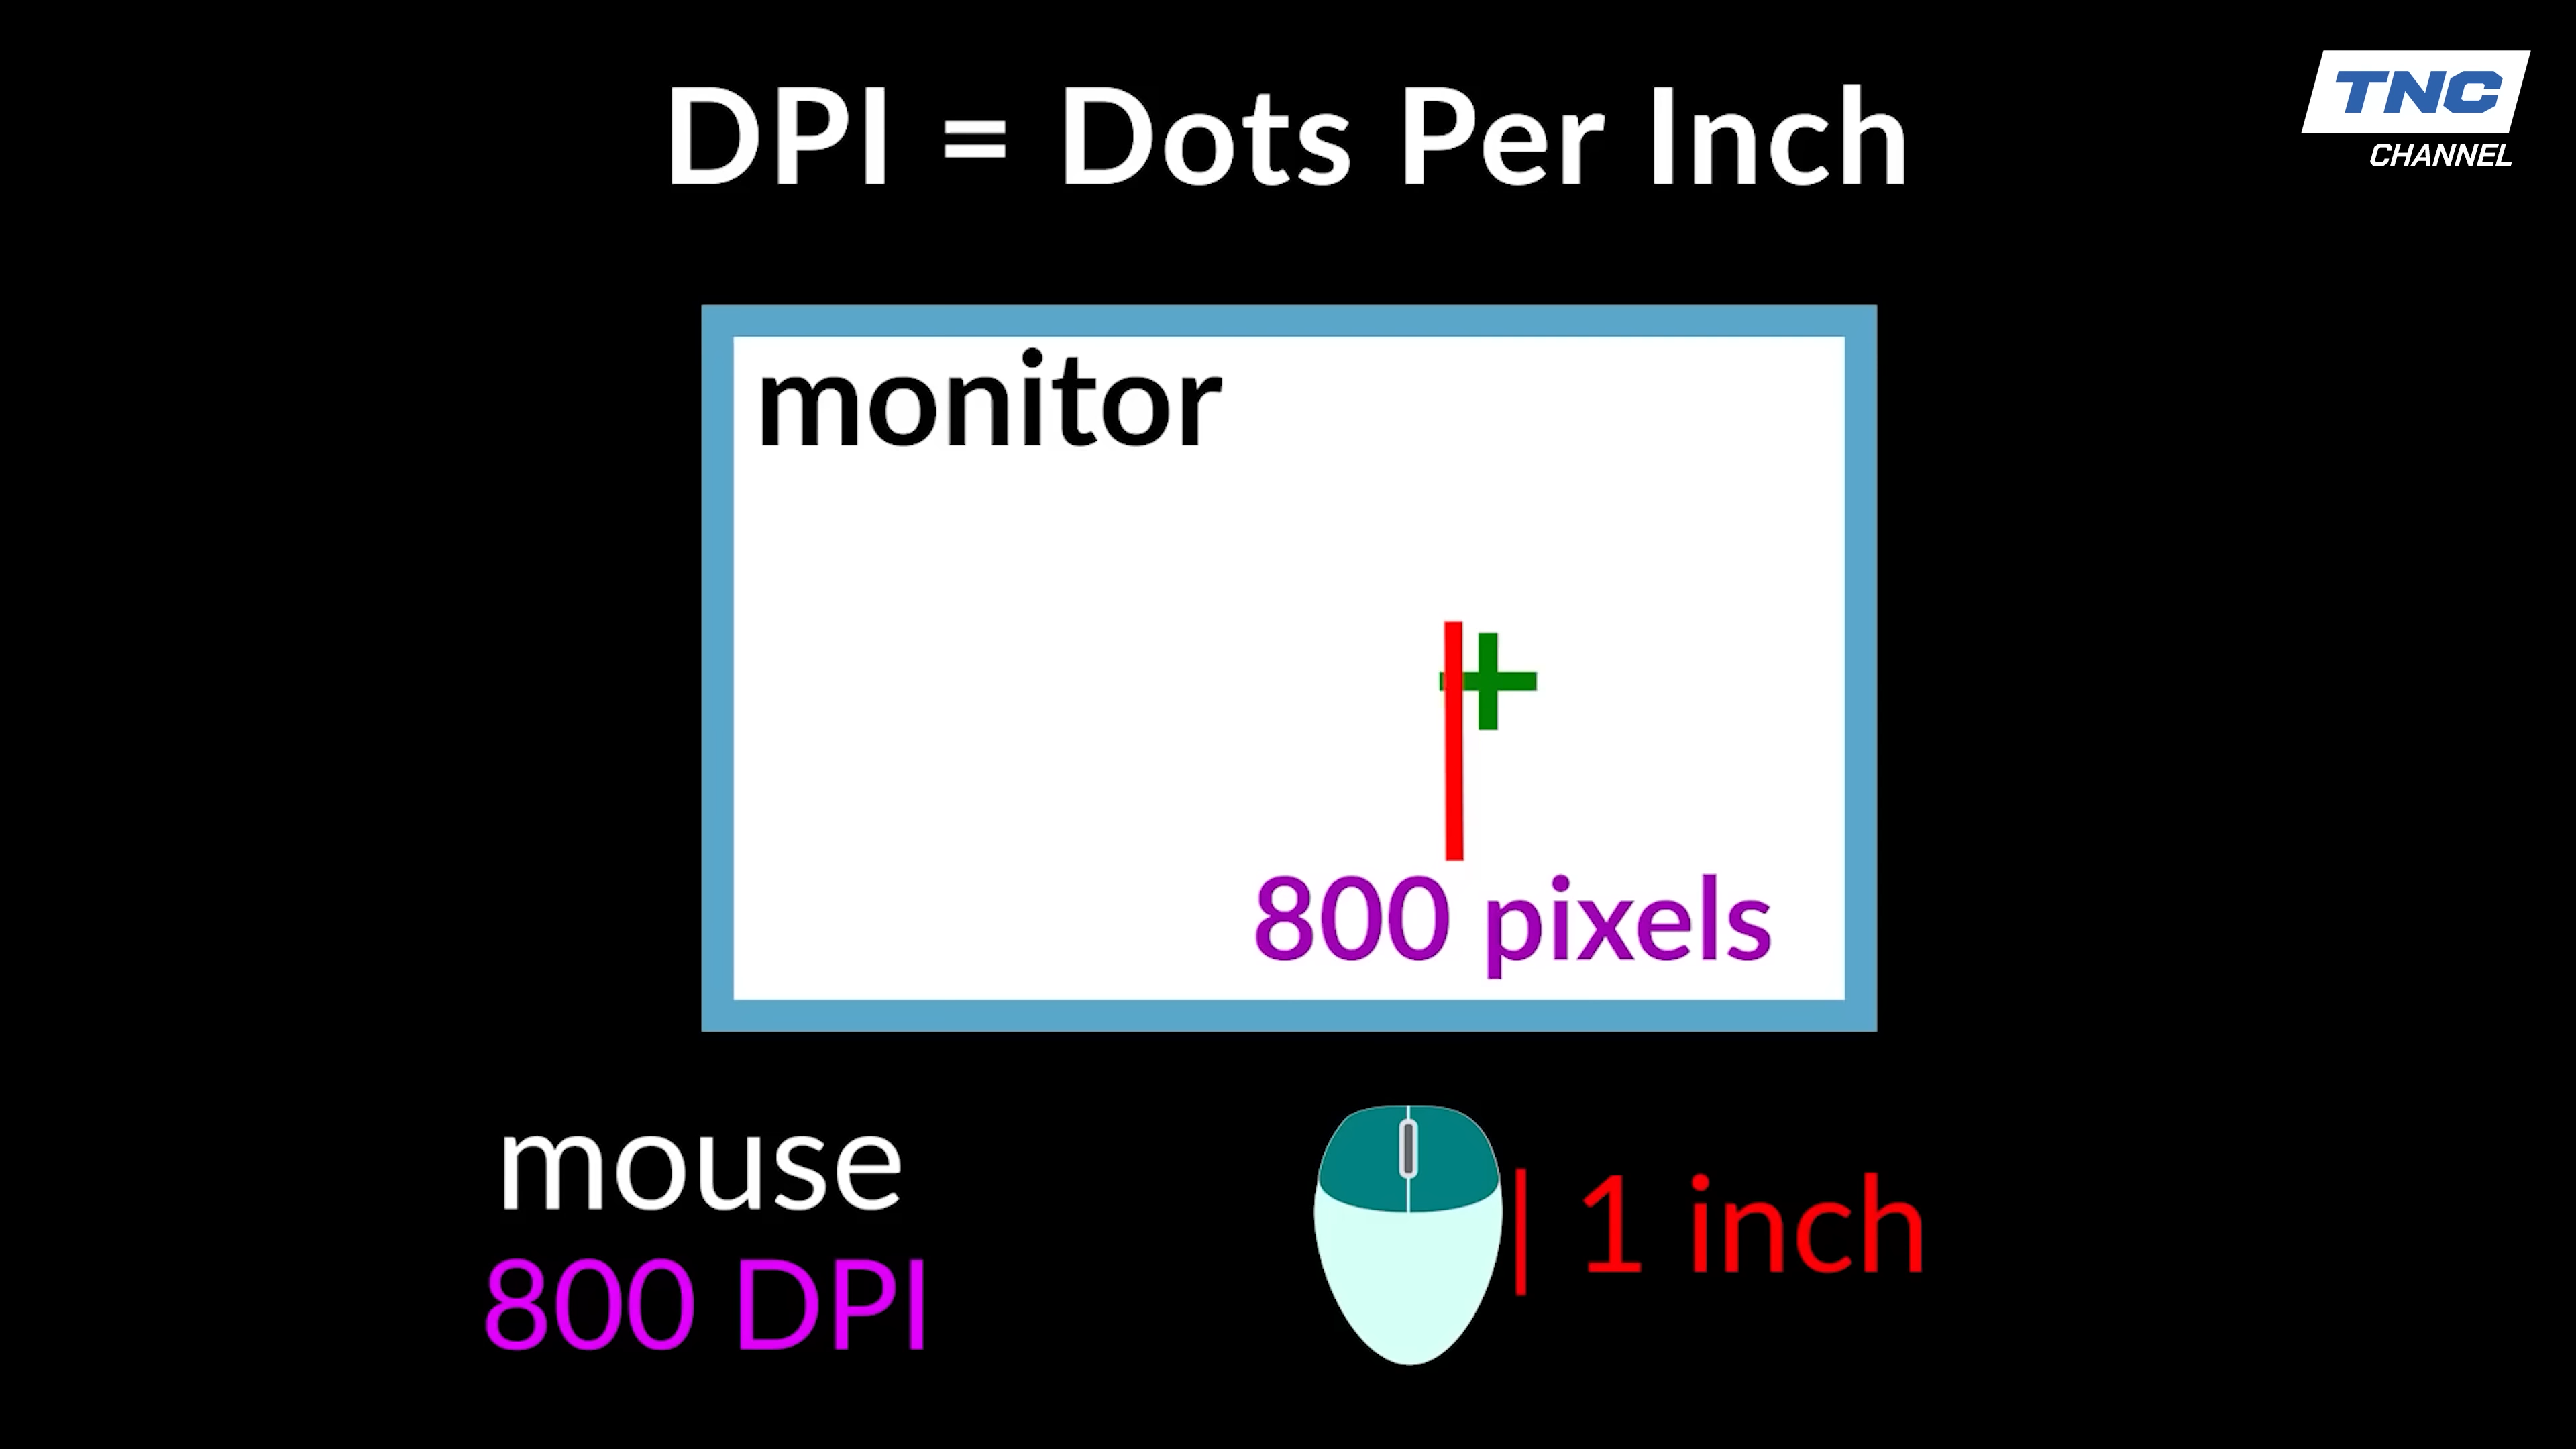 DPI = Dots Per Inch
TNC
CHANNEL
monitor
800 pixels
mouse
800 DPI
1 inch